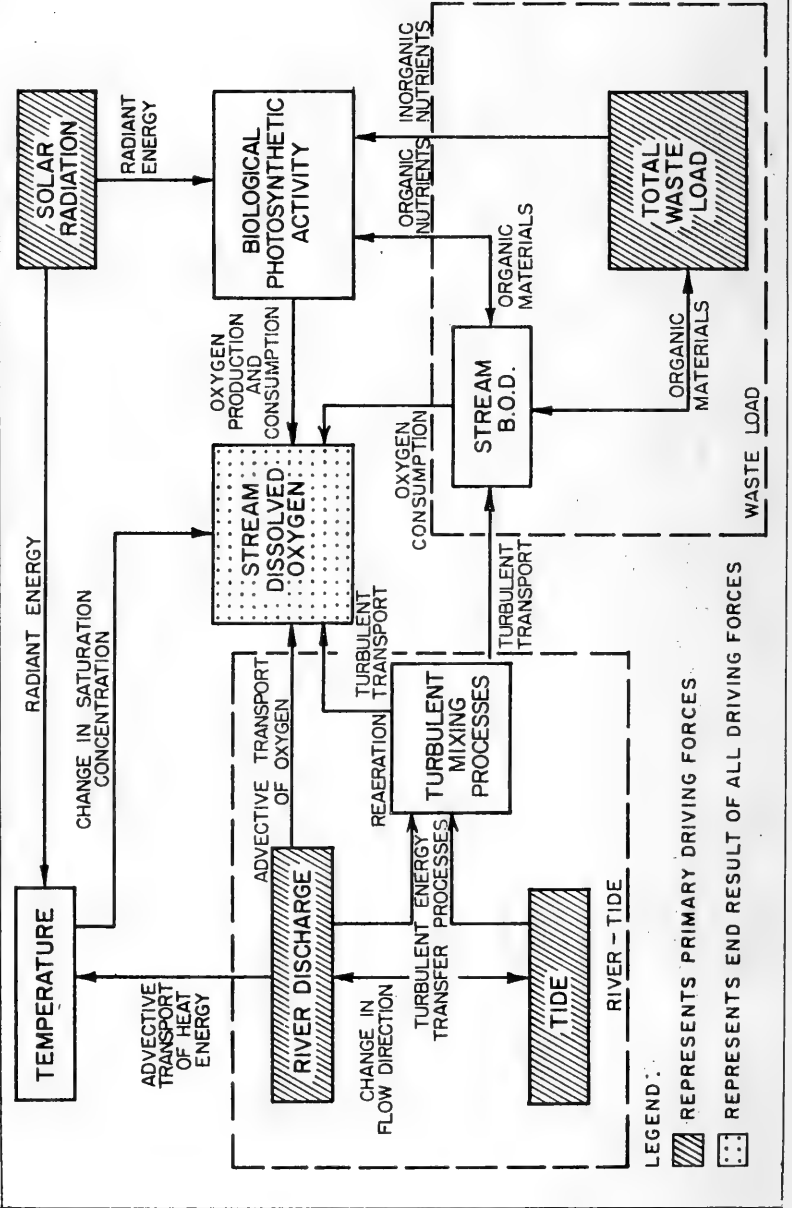 SOLAR
RADIATION
RADIANT ENERGY
RADIANT
ENERGY
TEMPERATURE
CHANGE IN SATURATION
CONCENTRATION
BIOLOGICAL
PHOTOSYNTHETIC
ACTIVITY
OXYGEN
PRODUCTION
AND
CONSUMPTION
STREAM
DISSOLVED
OXYGEN
ADVECTIVE
TRANSPORT
OF HEAT
ENERGY
ADVECTIVE TRANSPORT
OF OXYGEN
RIVER DISCHARGE
REAERATION
TURBULENT
TRANSPORT
OXYGEN
CONSUMPTION
ORGANIC
NUTRIENTS
INORGANIC
NUTRIENTS
CHANGE IN
FLOW DIRECTION
TURBULENT ENERGY
TRANSFER PROCESSES
TURBULENT
MIXING
PROCESSES
TURBULENT
TRANSPORT
STREAM
B.O.D.
ORGANIC
MATERIALS
TIDE
ORGANIC
MATERIALS
TOTAL
WASTE
LOAD
RIVER-TIDE
WASTE LOAD
LEGEND:
REPRESENTS PRIMARY DRIVING FORCES
REPRESENTS END RESULT OF ALL DRIVING FORCES